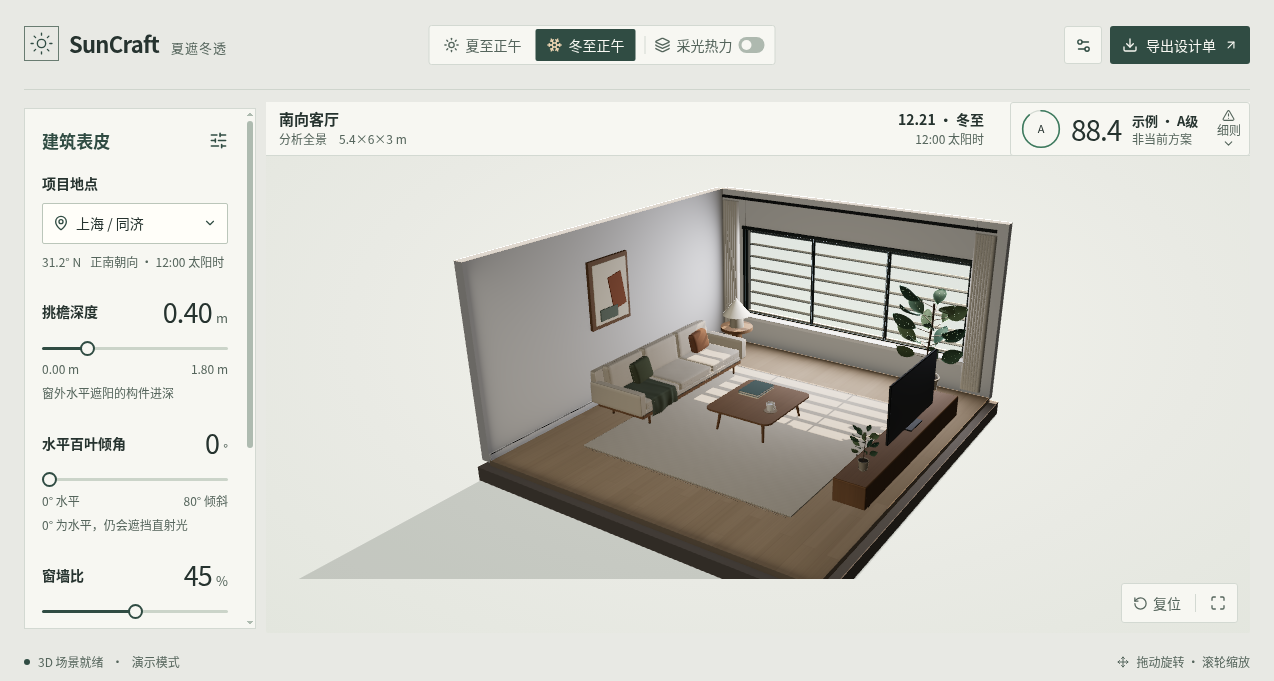 SunCraft 夏遮冬透
夏至正午 冬至正午 采光热力
导出设计单
建筑表皮
项目地点
上海 / 同济
31.2° N 正南朝向 · 12:00 太阳时
挑檐深度 0.40 m
0.00 m 1.80 m
窗外水平遮阳的构件进深
水平百叶倾角 0 °
0° 水平 80° 倾斜
0° 为水平，仍会遮挡直射光
窗墙比 45 %
南向客厅
分析全景 5.4×6×3 m
12.21 · 冬至
12:00 太阳时
A 88.4
示例 · A级
非当前方案
细则
复位
3D 场景就绪 · 演示模式
拖动旋转 · 滚轮缩放